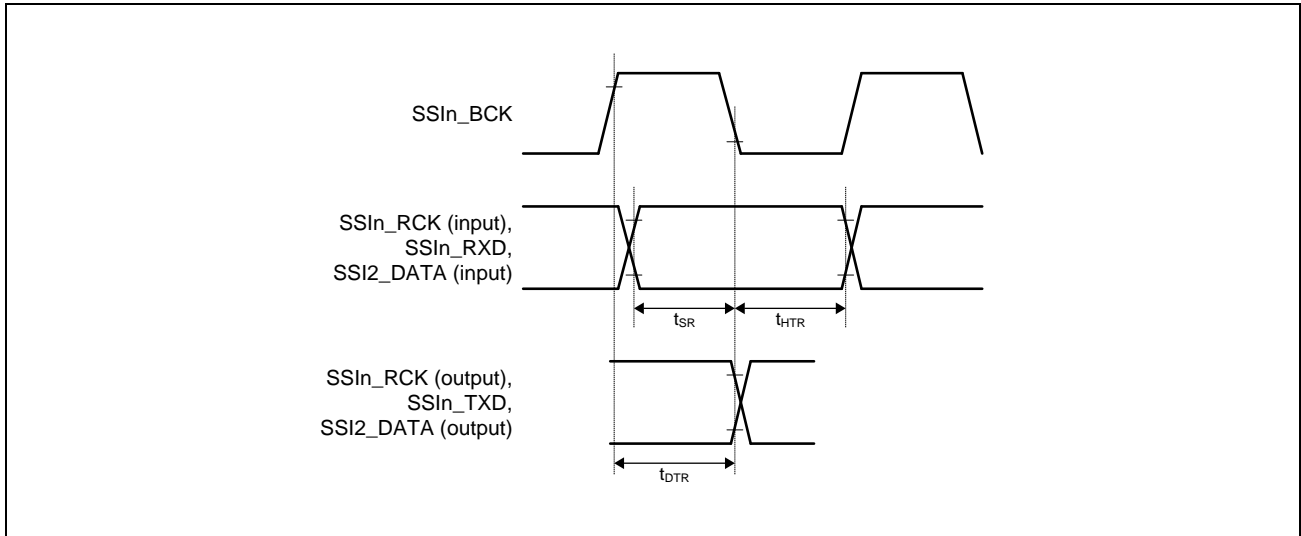 SSIn_BCK
SSIn_RCK (input),
SSIn_RXD,
SSI2_DATA (input)
tSR
tHTR
SSIn_RCK (output),
SSIn_TXD,
SSI2_DATA (output)
tDTR